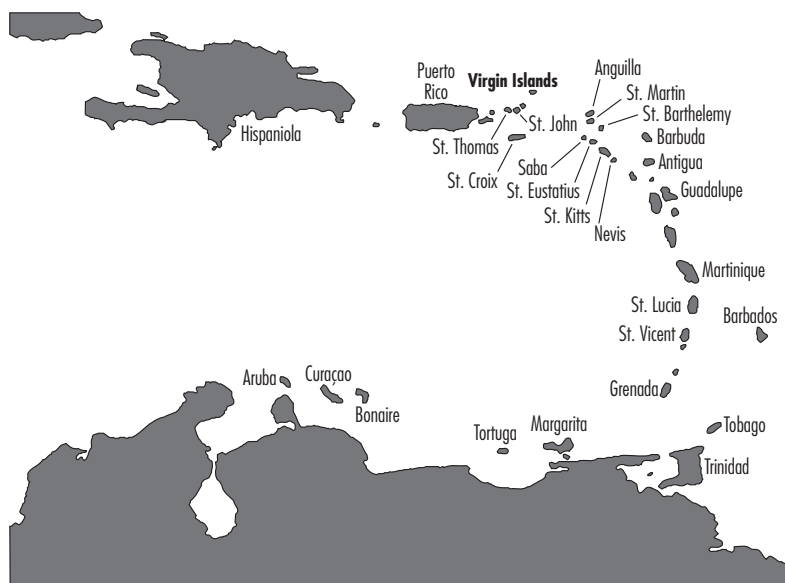 Puerto
Rico
Virgin Islands
Anguilla
St. Martin
St. Barthelemy
Barbuda
Antigua
Guadalupe
Hispaniola
St. Thomas
St. John
St. Croix
Saba
St. Eustatius
St. Kitts
Nevis
Martinique
St. Lucia
Barbados
St. Vicent
Aruba
Curaçao
Bonaire
Grenada
Tortuga
Margarita
Tobago
Trinidad